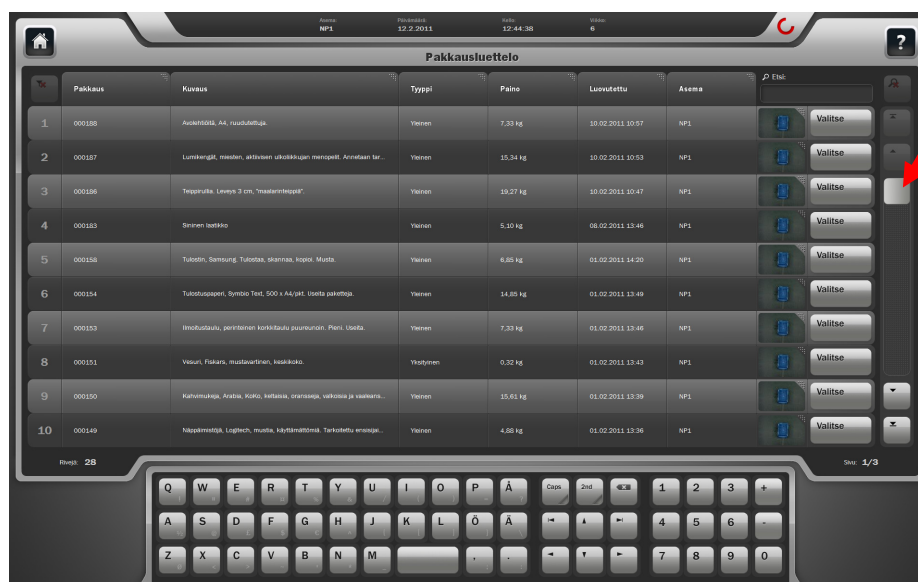 Asema: Päivämäärä: Kello: Viikko:
NP1 12.2.2011 12:44:38 6
?
Pakkausluettelo
Pakkaus Kuvaus Tyyppi Paino Luovutettu Asema Etsi:
1 000188 Avolehtiöitä, A4, ruudutettuja. Yleinen 7,33 kg 10.02.2011 10:57 NP1 Valitse
2 000187 Lumikengät, miesten, aktiivisen ulkoliikkujan menopelit. Annetaan tar... Yleinen 15,34 kg 10.02.2011 10:53 NP1 Valitse
3 000186 Teippirullia. Leveys 3 cm, "maalarinteippiä". Yleinen 19,27 kg 10.02.2011 10:47 NP1 Valitse
4 000183 Sininen laatikko Yleinen 5,10 kg 08.02.2011 13:46 NP1 Valitse
5 000158 Tulostin, Samsung. Tulostaa, skannaa, kopioi. Musta. Yleinen 6,85 kg 01.02.2011 14:20 NP1 Valitse
6 000154 Tulostuspaperi, Symbio Text, 500 x A4/pkt. Useita paketteja. Yleinen 14,85 kg 01.02.2011 13:49 NP1 Valitse
7 000153 Ilmoitustaulu, perinteinen korkkitaulu puureunoin. Pieni. Useita. Yleinen 7,33 kg 01.02.2011 13:46 NP1 Valitse
8 000151 Vesuri, Fiskars, mustavartinen, keskikoko. Yksityinen 0,32 kg 01.02.2011 13:43 NP1 Valitse
9 000150 Kahvimukeja, Arabia, KoKo, keltaisia, oransseja, valkoisia ja vaaleans... Yleinen 15,61 kg 01.02.2011 13:39 NP1 Valitse
10 000149 Näppäimistöjä, Logitech, mustia, käyttämättömiä. Tarkoitettu ensisijai... Yleinen 4,88 kg 01.02.2011 13:36 NP1 Valitse
Rivejä: 28 Sivu: 1/3
Q W E R T Y U I O P Å Caps 2nd 1 2 3 +
A S D F G H J K L Ö Ä 4 5 6 -
Z X C V B N M , . 7 8 9 0